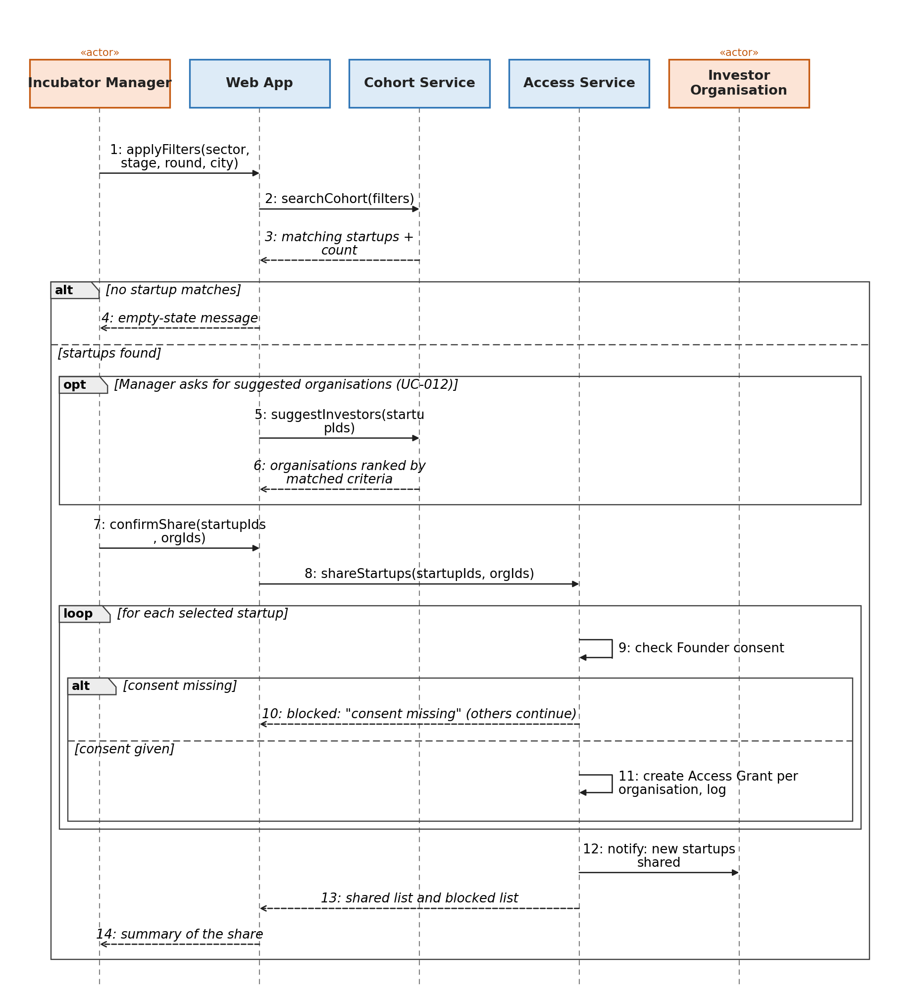 «actor»
«actor»
Incubator Manager
Web App
Cohort Service
Access Service
Investor
Organisation
1: applyFilters(sector,
stage, round, city)
2: searchCohort(filters)
3: matching startups +
count
alt
[no startup matches]
4: empty-state message
[startups found]
opt
[Manager asks for suggested organisations (UC-012)]
5: suggestInvestors(startu
pIds)
6: organisations ranked by
matched criteria
7: confirmShare(startupIds
, orgIds)
8: shareStartups(startupIds, orgIds)
loop
[for each selected startup]
9: check Founder consent
alt
[consent missing]
10: blocked: "consent missing" (others continue)
[consent given]
11: create Access Grant per
organisation, log
12: notify: new startups
shared
13: shared list and blocked list
14: summary of the share